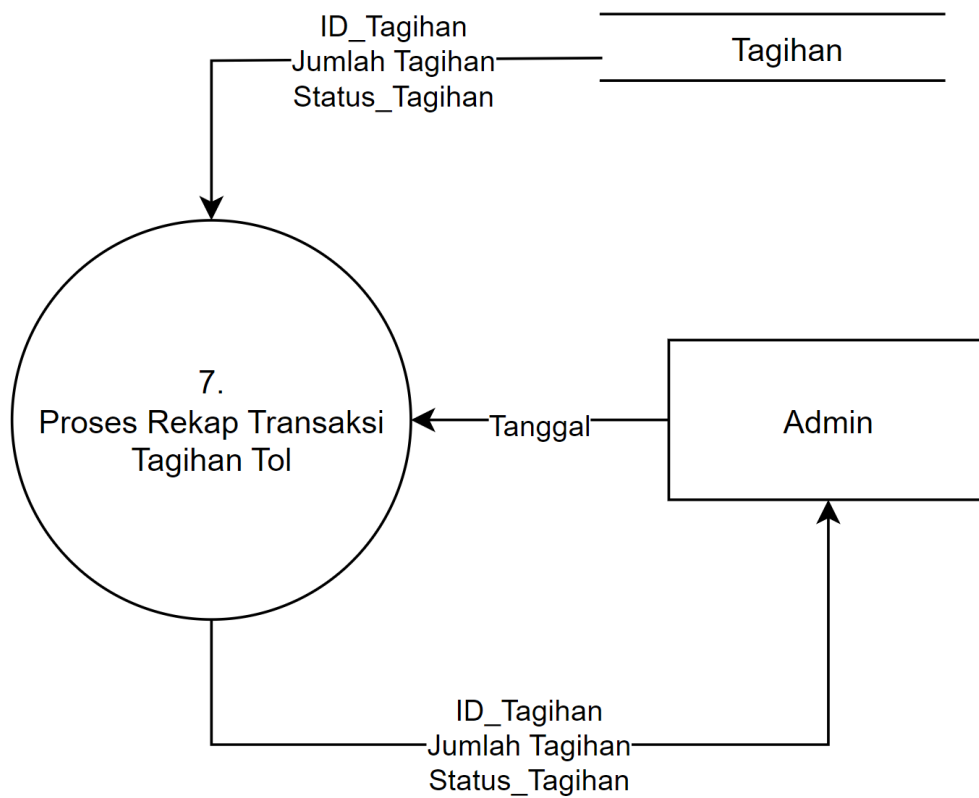 ID_Tagihan
Jumlah Tagihan
Status_Tagihan
Tagihan
7.
Proses Rekap Transaksi
Tagihan Tol
Tanggal
Admin
ID_Tagihan
Jumlah Tagihan
Status_Tagihan